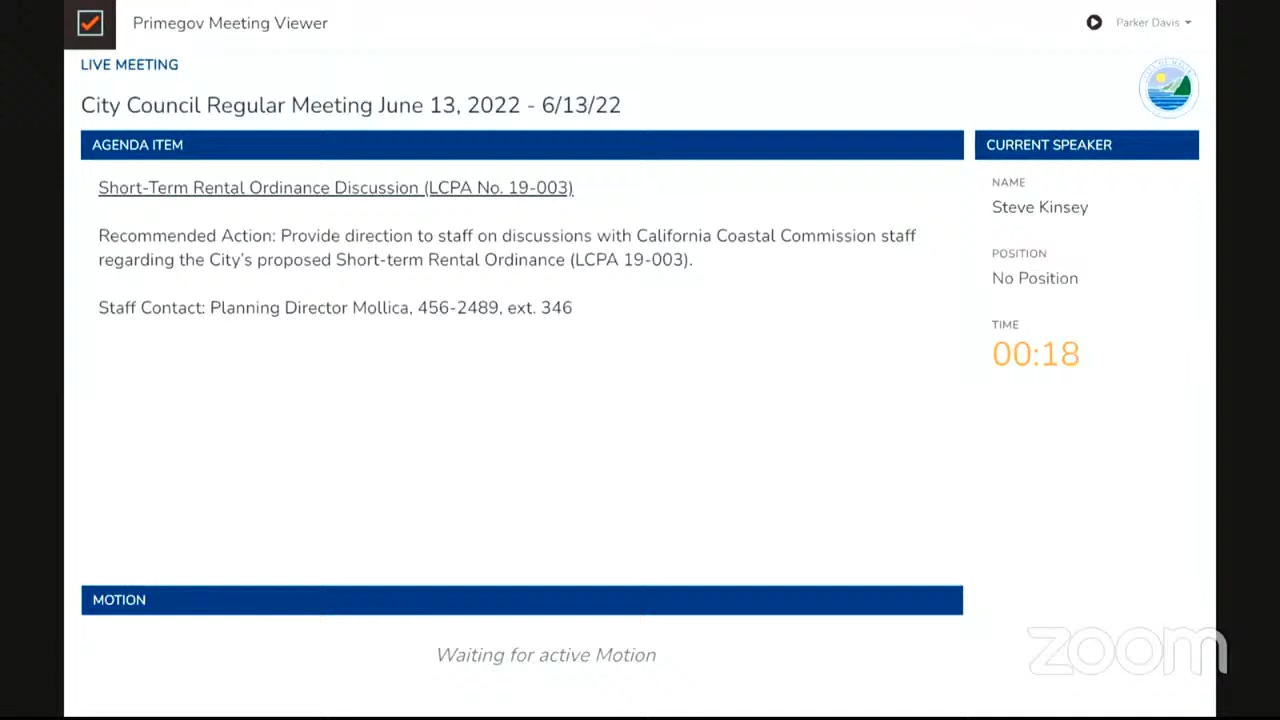 Primegov Meeting Viewer
Parker Davis
LIVE MEETING
City Council Regular Meeting June 13, 2022 - 6/13/22
AGENDA ITEM
CURRENT SPEAKER
Short-Term Rental Ordinance Discussion (LCPA No. 19-003)
Recommended Action: Provide direction to staff on discussions with California Coastal Commission staff
regarding the City's proposed Short-term Rental Ordinance (LCPA 19-003).
Staff Contact: Planning Director Mollica, 456-2489, ext. 346
NAME
Steve Kinsey
POSITION
No Position
TIME
00:18
MOTION
Waiting for active Motion
zoom